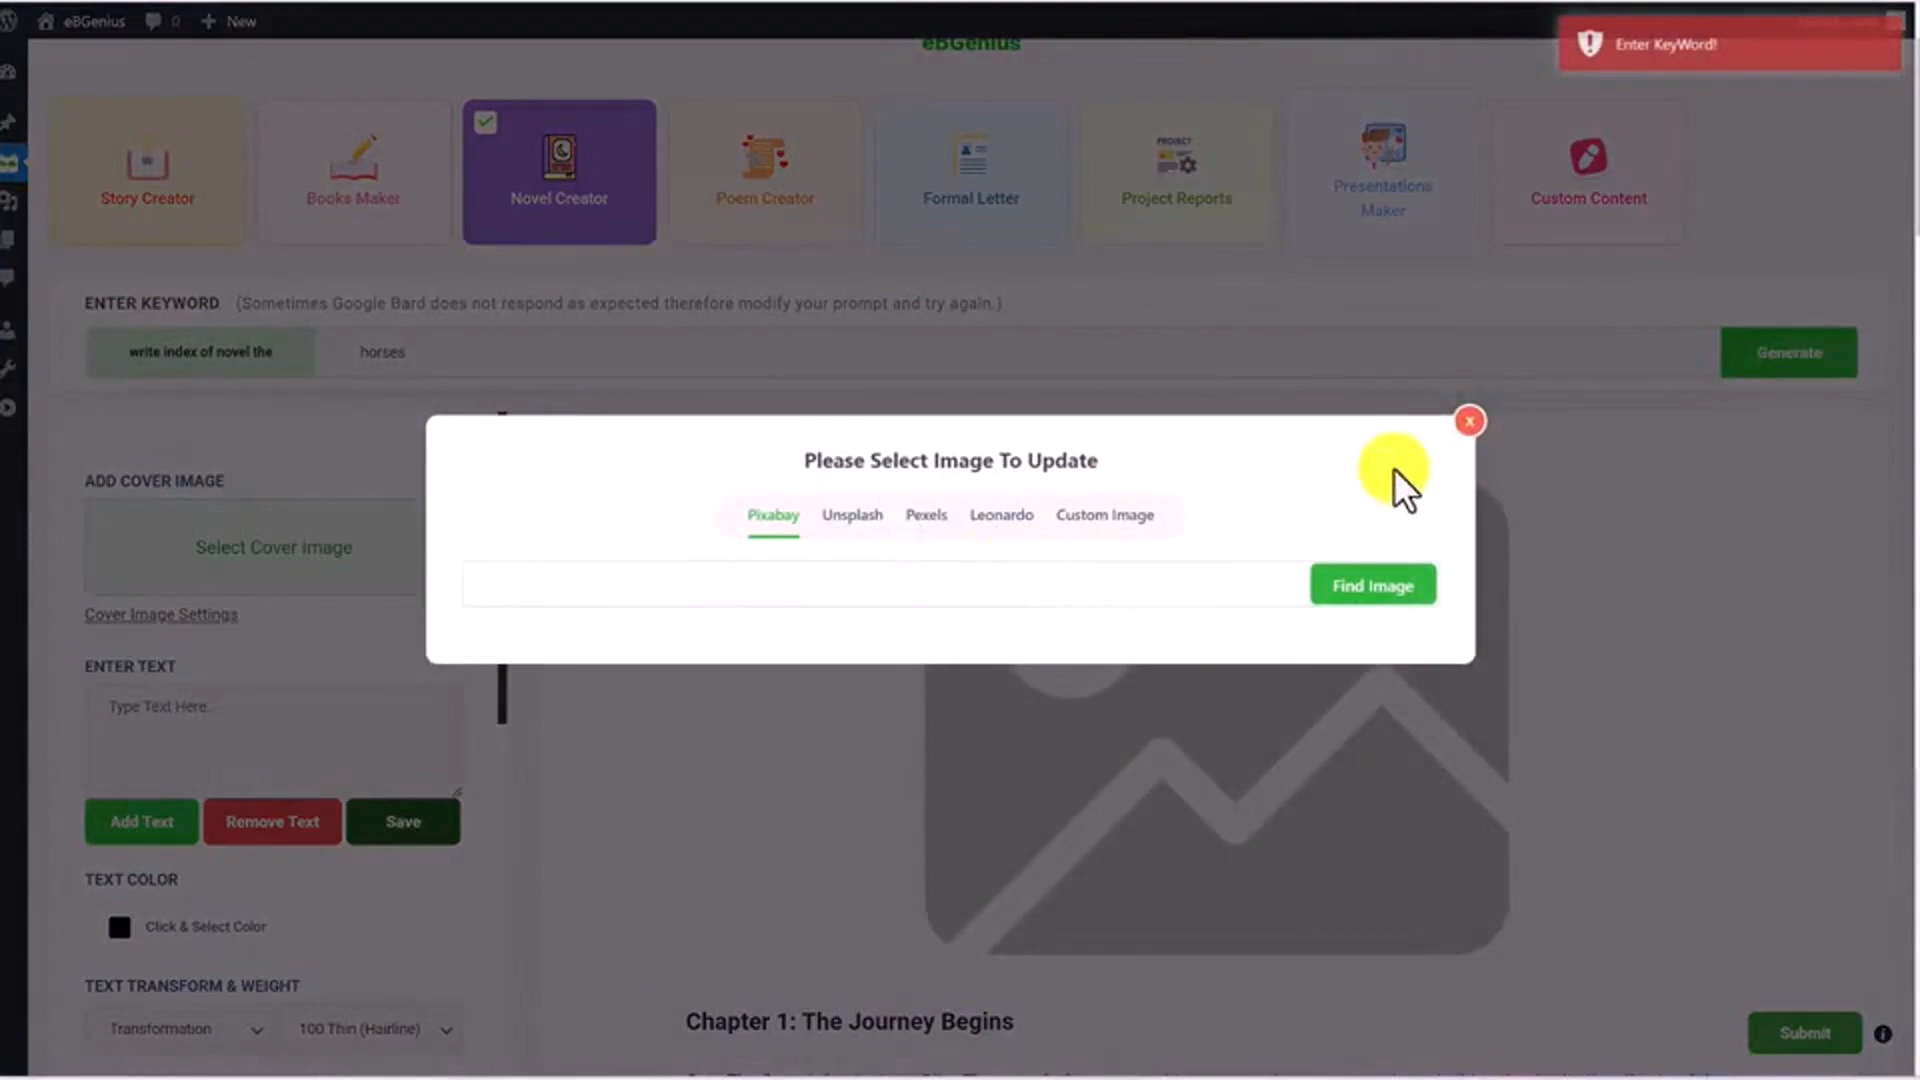 eBGenius 0 New
eBGenius
Enter KeyWord!
Story Creator
Books Maker
Novel Creator
Poem Creator
Formal Letter
PROJECT
Project Reports
Presentations
Maker
Custom Content
ENTER KEYWORD (Sometimes Google Bard does not respond as expected therefore modify your prompt and try again.)
write index of novel the horses Generate
x
Please Select Image To Update
Pixabay Unsplash Pexels Leonardo Custom Image
Find Image
ADD COVER IMAGE
Select Cover Image
Cover Image Settings
ENTER TEXT
Type Text Here..
Add Text Remove Text Save
TEXT COLOR
Click & Select Color
TEXT TRANSFORM & WEIGHT
Transformation 100 Thin (Hairline)
Chapter 1: The Journey Begins
Submit